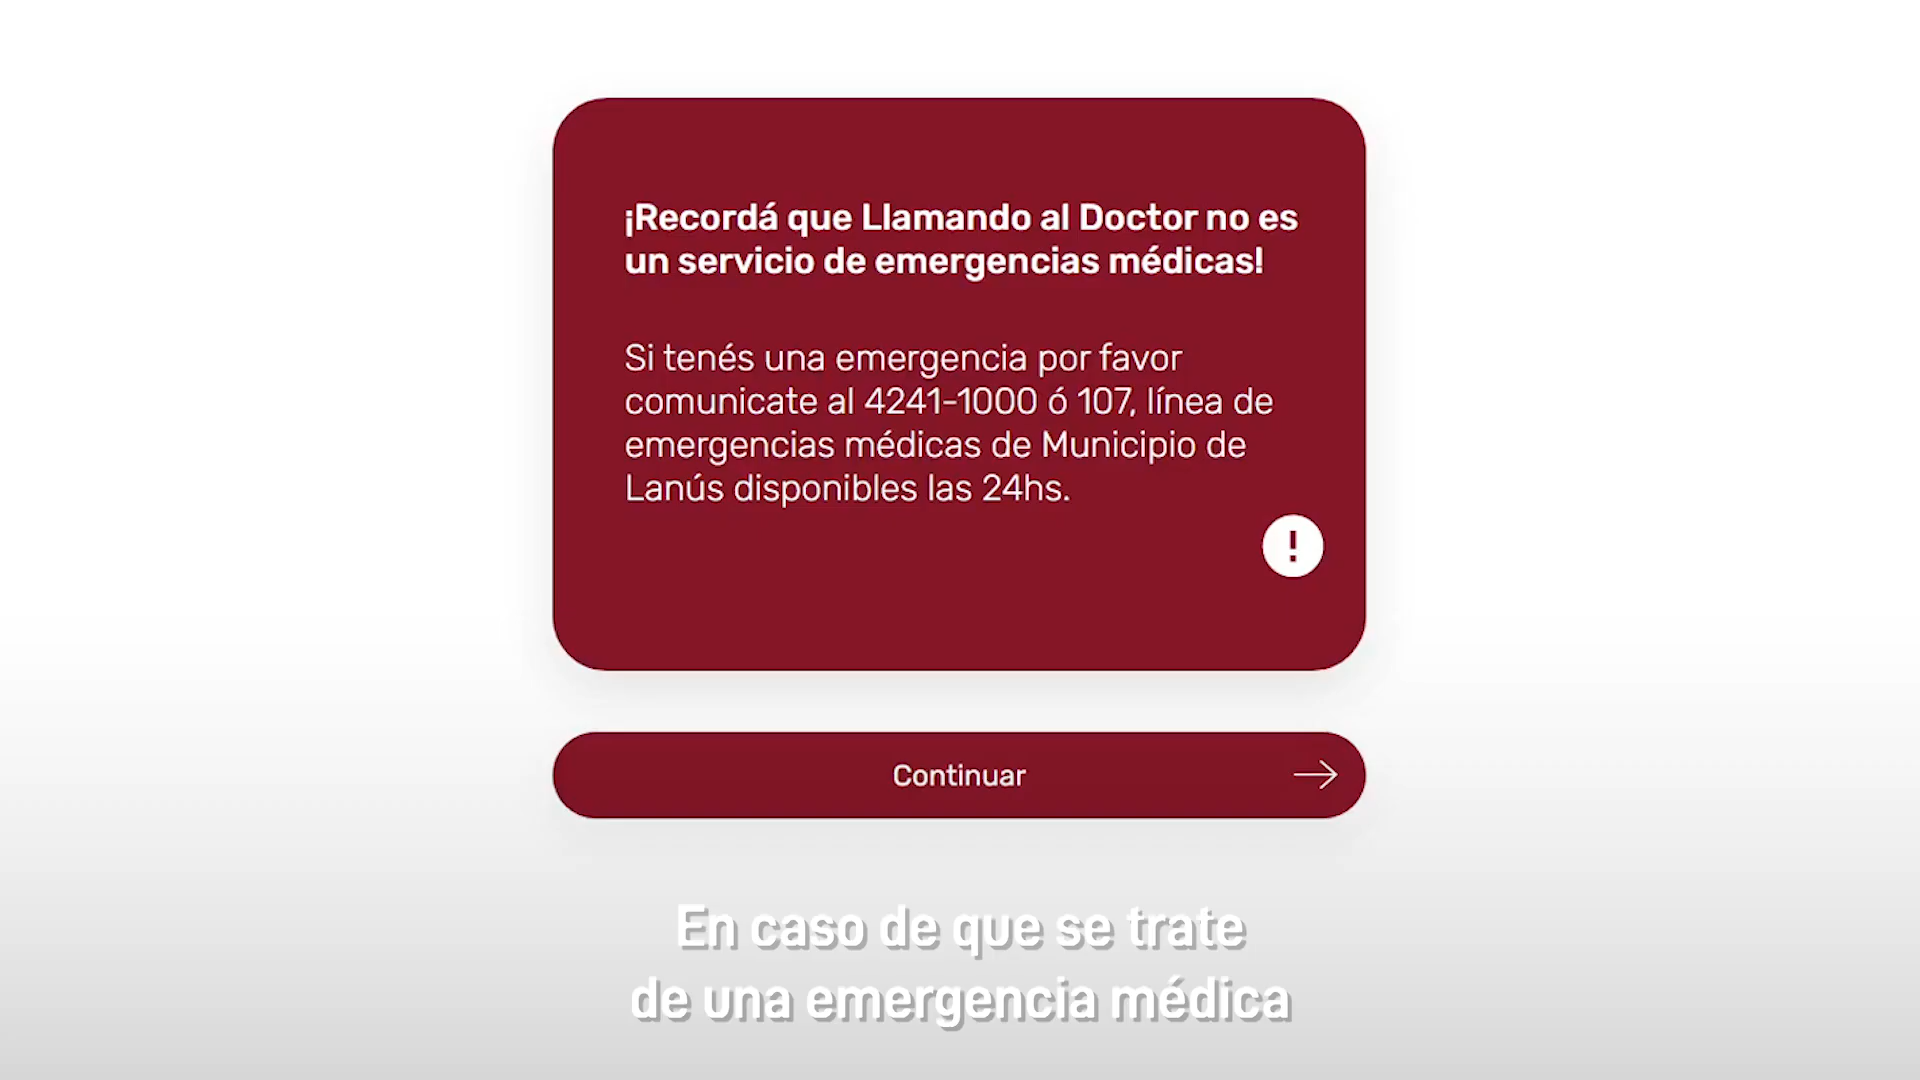 ¡Recordá que Llamando al Doctor no es
un servicio de emergencias médicas!
Si tenés una emergencia por favor
comunicate al 4241-1000 ó 107, línea de
emergencias médicas de Municipio de
Lanús disponibles las 24hs.
!
Continuar
En caso de que se trate
de una emergencia médica